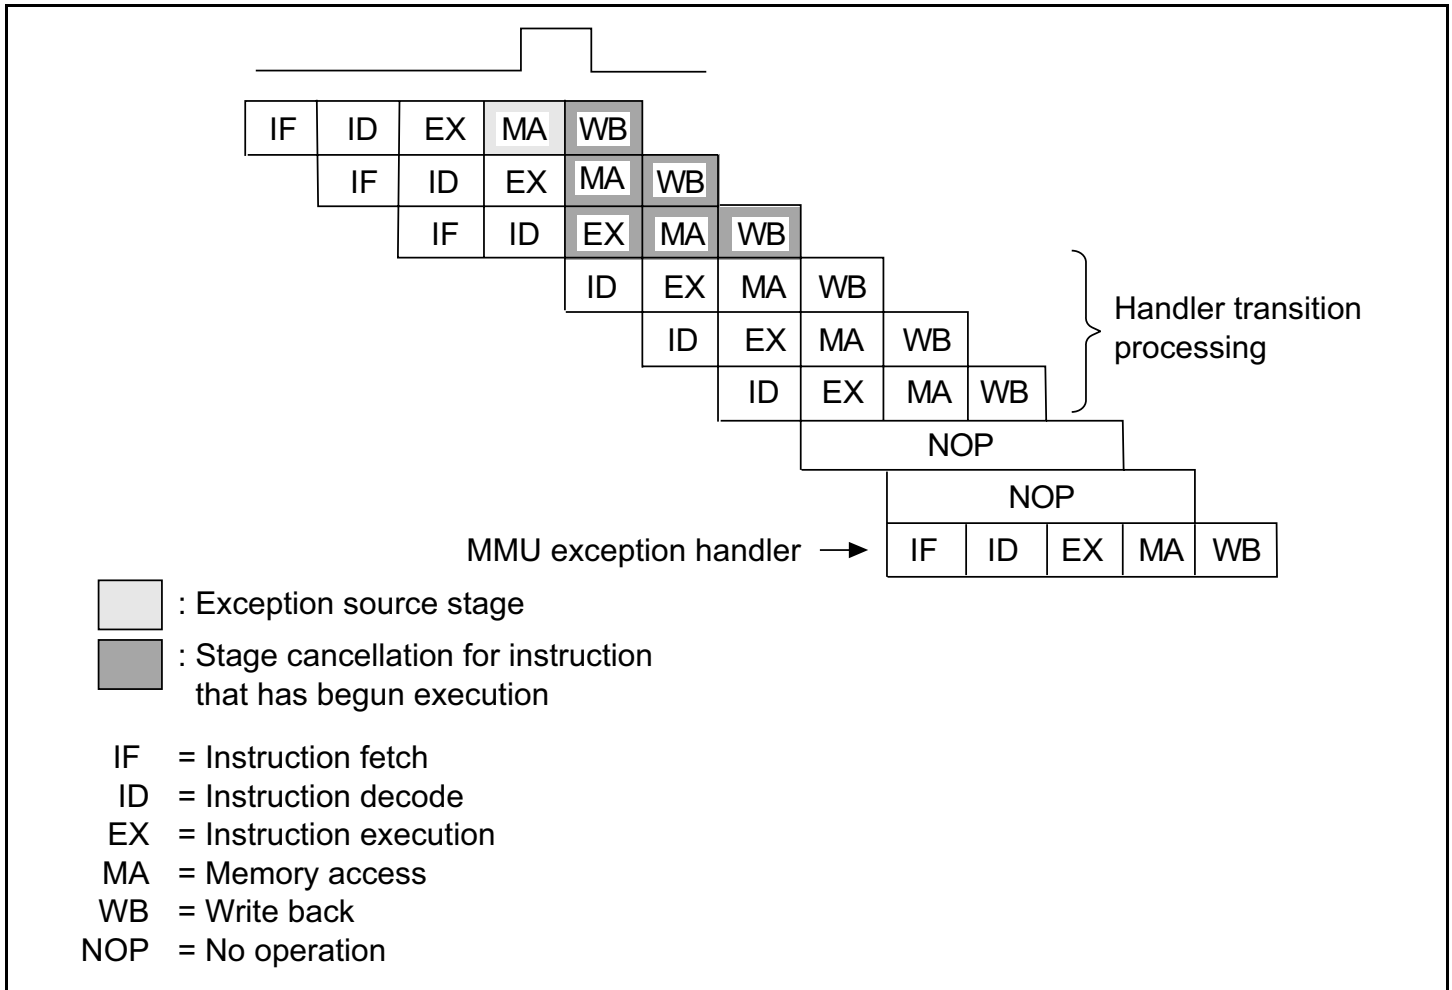 IF ID EX MA WB
IF ID EX MA WB
IF ID EX MA WB
ID EX MA WB
ID EX MA WB
ID EX MA WB
Handler transition
processing
NOP
NOP
MMU exception handler IF ID EX MA WB
: Exception source stage
: Stage cancellation for instruction
that has begun execution
IF = Instruction fetch
ID = Instruction decode
EX = Instruction execution
MA = Memory access
WB = Write back
NOP = No operation